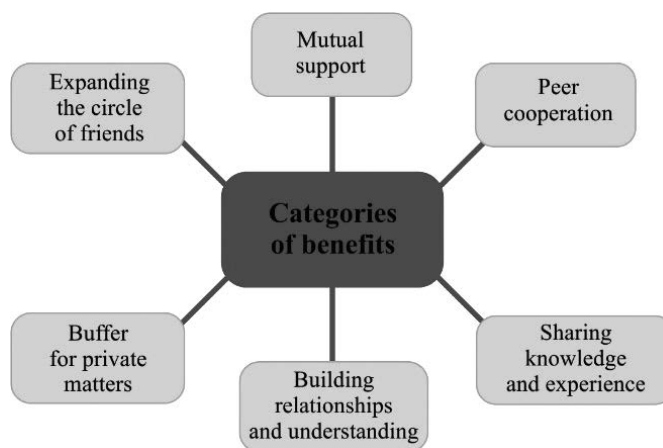 Mutual
support
Expanding
the circle
of friends
Peer
cooperation
Categories
of benefits
Buffer
for private
matters
Building
relationships
and understanding
Sharing
knowledge
and experience